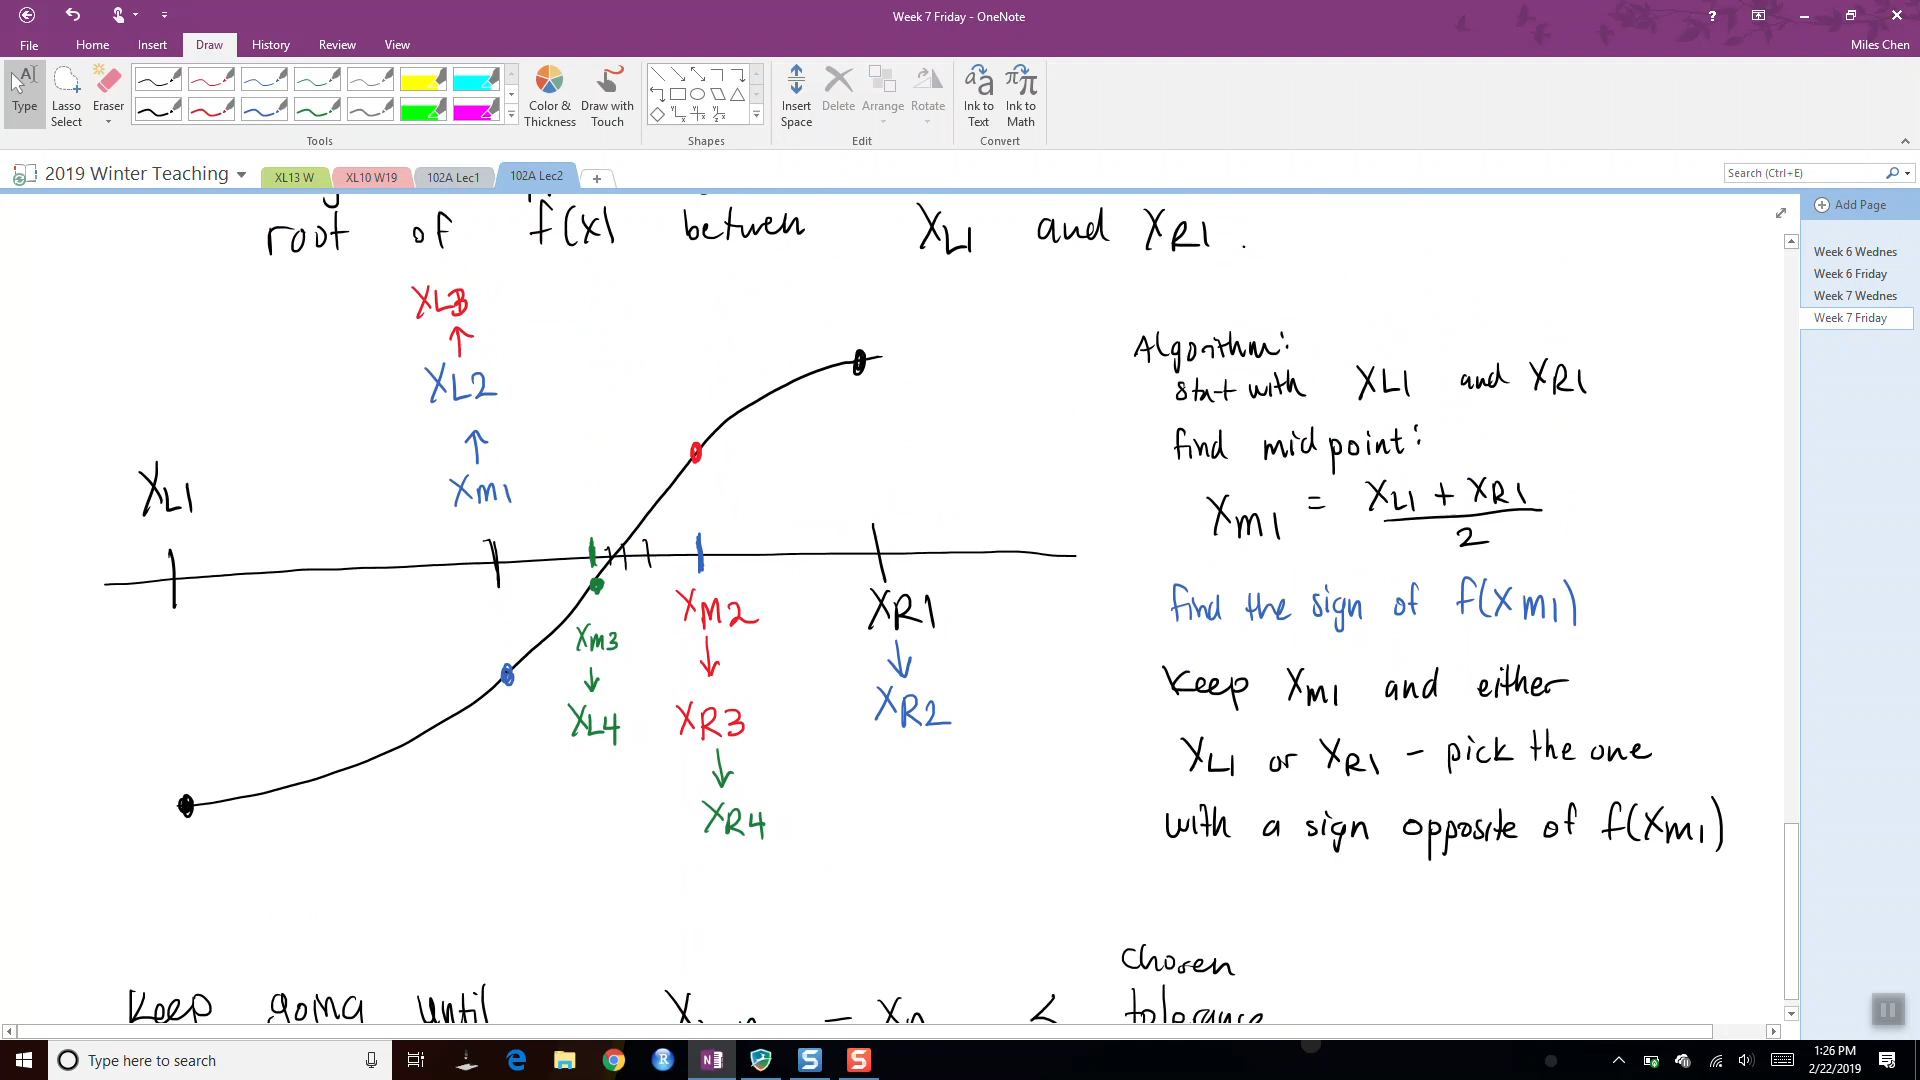 Week 7 Friday - OneNote
File Home Insert Draw History Review View
Miles Chen
Type
Lasso Select
Eraser
Color & Thickness
Draw with Touch
Insert Space
Delete
Arrange
Rotate
Ink to Text
Ink to Math
Tools
Shapes
Edit
Convert
2019 Winter Teaching
XL13 W
XL10 W19
102A Lec1
102A Lec2
Search (Ctrl+E)
Add Page
Week 6 Wednes
Week 6 Friday
Week 7 Wednes
Week 7 Friday
root of f(x) between XL1 and XR1 .
XL3
↑
XL2
↑
Xm1
XL1
XM2
↓
XR3
↓
XR4
Xm3
↓
XL4
XR1
↓
XR2
Algorithm:
start with XL1 and XR1
find midpoint:
Xm1 = XL1 + XR1
2
find the sign of f(Xm1)
Keep Xm1 and either
XL1 or XR1 - pick the one
with a sign opposite of f(Xm1)
chosen
Keep going until
< tolerance
Type here to search
1:26 PM
2/22/2019